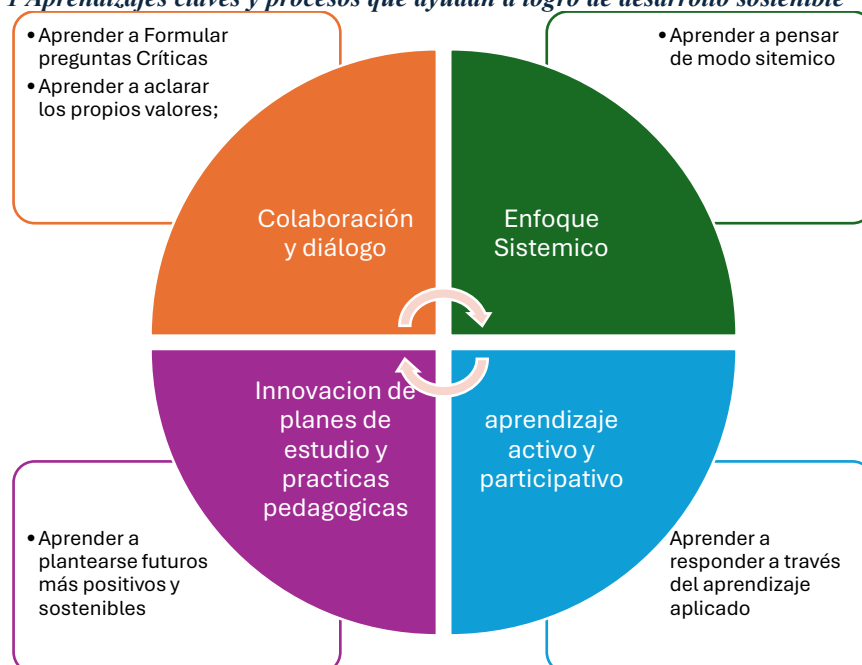 1 Aprendizajes claves y procesos que ayudan a logro de desarrollo sostenible
•Aprender a Formular
preguntas Críticas
•Aprender a aclarar
los propios valores;
•Aprender a pensar
de modo sitemico
Colaboración
y diálogo
Enfoque
Sistemico
Innovacion de
planes de
estudio y
practicas
pedagogicas
aprendizaje
activo y
participativo
•Aprender a
plantearse futuros
más positivos y
sostenibles
Aprender a
responder a través
del aprendizaje
aplicado